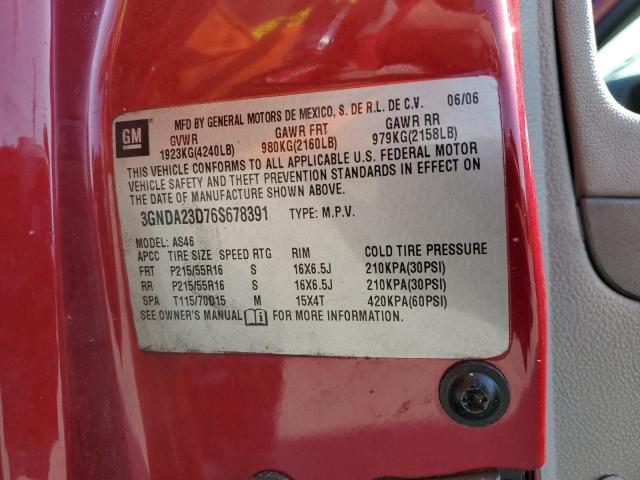 MFD BY GENERAL MOTORS DE MEXICO, S. DE R.L. DE C.V. 06/06
GM
GVWR GAWR FRT GAWR RR
1923KG(4240LB) 980KG(2160LB) 979KG(2158LB)
THIS VEHICLE CONFORMS TO ALL APPLICABLE U.S. FEDERAL MOTOR
VEHICLE SAFETY AND THEFT PREVENTION STANDARDS IN EFFECT ON
THE DATE OF MANUFACTURE SHOWN ABOVE.
3GNDA23D76S678391 TYPE: M.P.V.
MODEL: AS46
APCC TIRE SIZE SPEED RTG RIM COLD TIRE PRESSURE
FRT P215/55R16 S 16X6.5J 210KPA(30PSI)
RR P215/55R16 S 16X6.5J 210KPA(30PSI)
SPA T115/70D15 M 15X4T 420KPA(60PSI)
SEE OWNER'S MANUAL i FOR MORE INFORMATION.